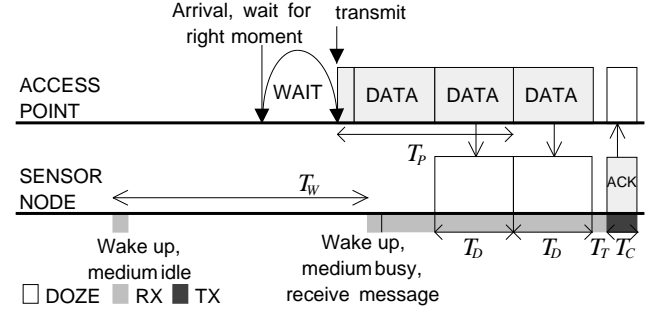 Arrival, wait for
right moment
transmit
ACCESS
POINT
WAIT
DATA
DATA
DATA
T_P
SENSOR
NODE
T_W
ACK
T_D
T_D
T_T
T_C
Wake up,
medium idle
Wake up,
medium busy,
receive message
DOZE
RX
TX